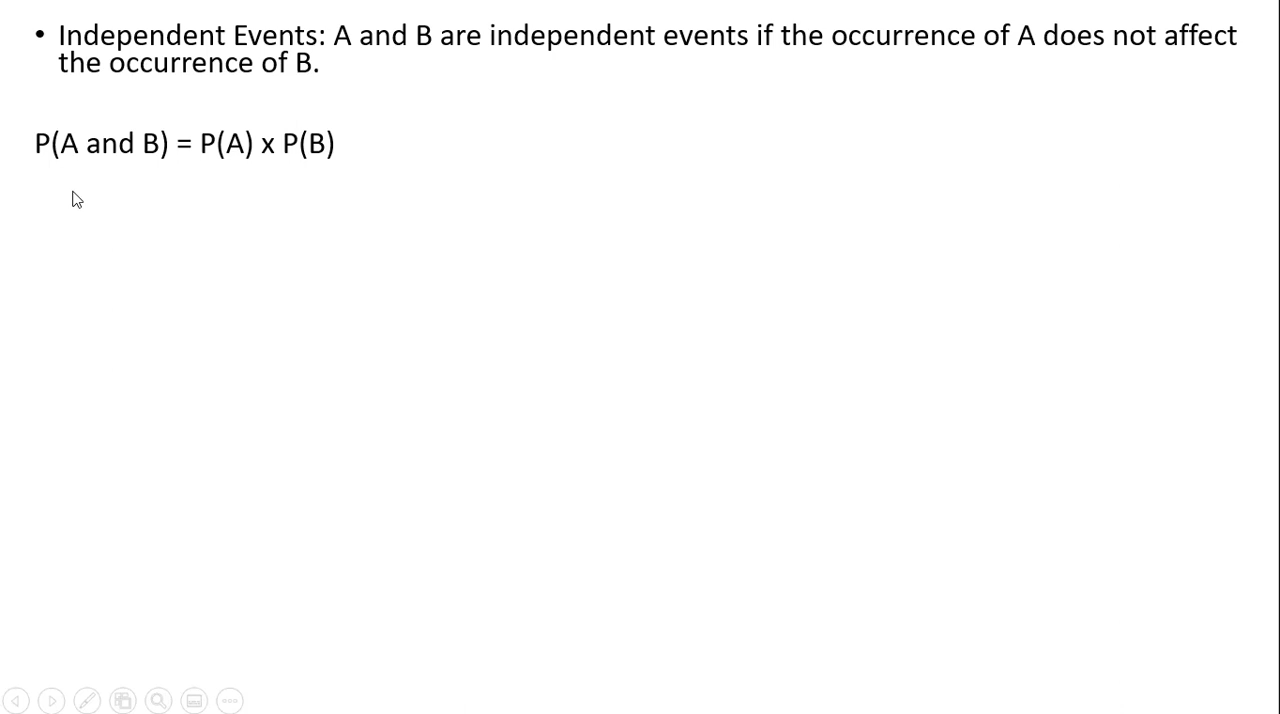 • Independent Events: A and B are independent events if the occurrence of A does not affect
the occurrence of B.
P(A and B) = P(A) x P(B)